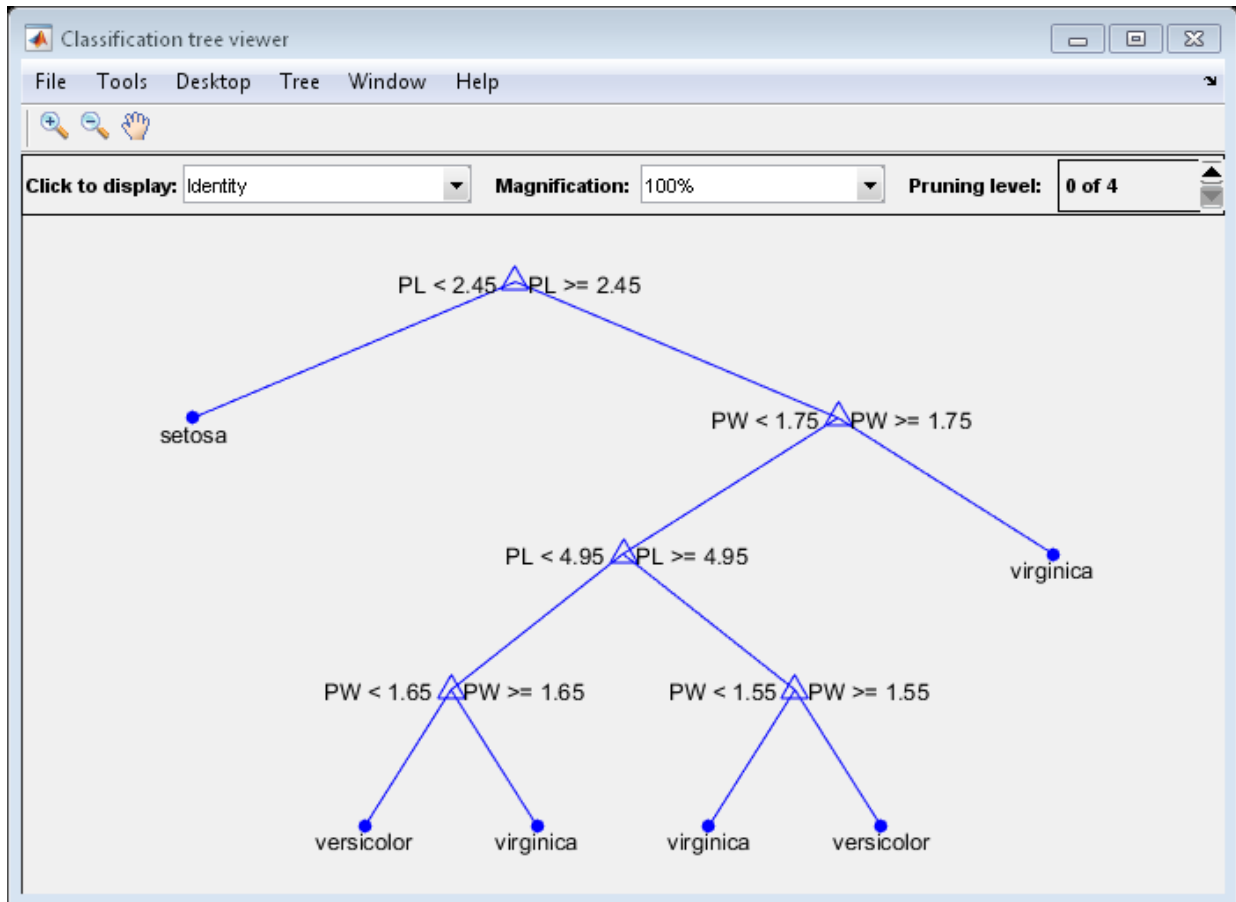 Classification tree viewer
File Tools Desktop Tree Window Help
Click to display: Identity Magnification: 100% Pruning level: 0 of 4
PL < 2.45 PL >= 2.45
setosa
PW < 1.75 PW >= 1.75
PL < 4.95 PL >= 4.95
virginica
PW < 1.65 PW >= 1.65 PW < 1.55 PW >= 1.55
versicolor virginica virginica versicolor